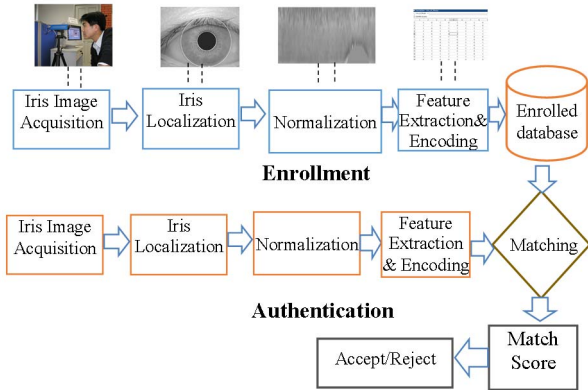 Iris Image
Acquisition
Iris
Localization
Normalization
Feature
Extraction&
Encoding
Enrolled
database
Enrollment
Iris Image
Acquisition
Iris
Localization
Normalization
Feature
Extraction
& Encoding
Matching
Authentication
Match
Score
Accept/Reject